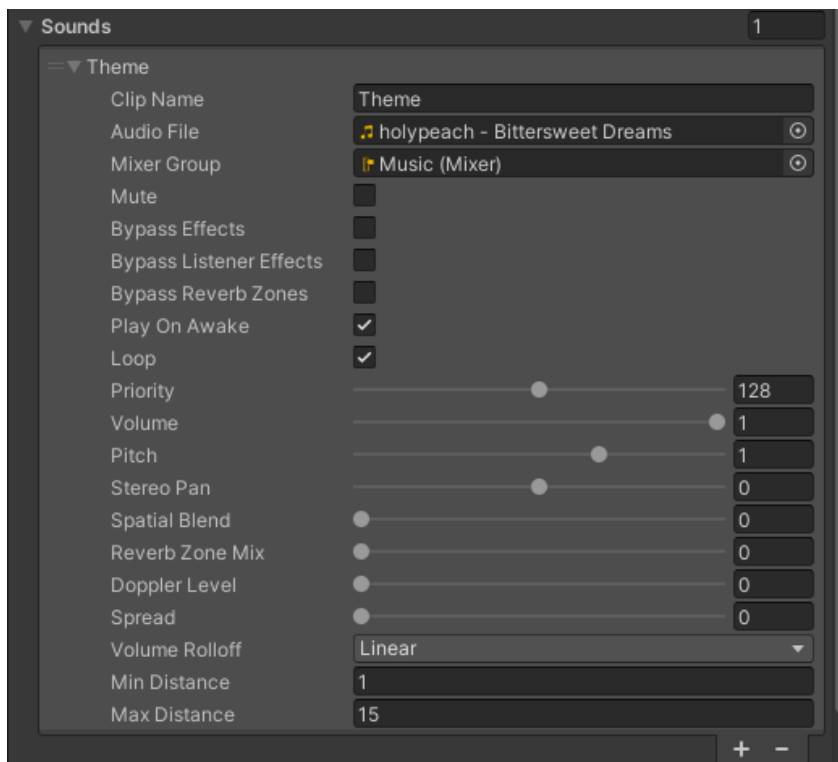 Sounds 1
Theme
Clip Name Theme
Audio File holypeach - Bittersweet Dreams
Mixer Group Music (Mixer)
Mute
Bypass Effects
Bypass Listener Effects
Bypass Reverb Zones
Play On Awake
Loop
Priority 128
Volume 1
Pitch 1
Stereo Pan 0
Spatial Blend 0
Reverb Zone Mix 0
Doppler Level 0
Spread 0
Volume Rolloff Linear
Min Distance 1
Max Distance 15
+ -